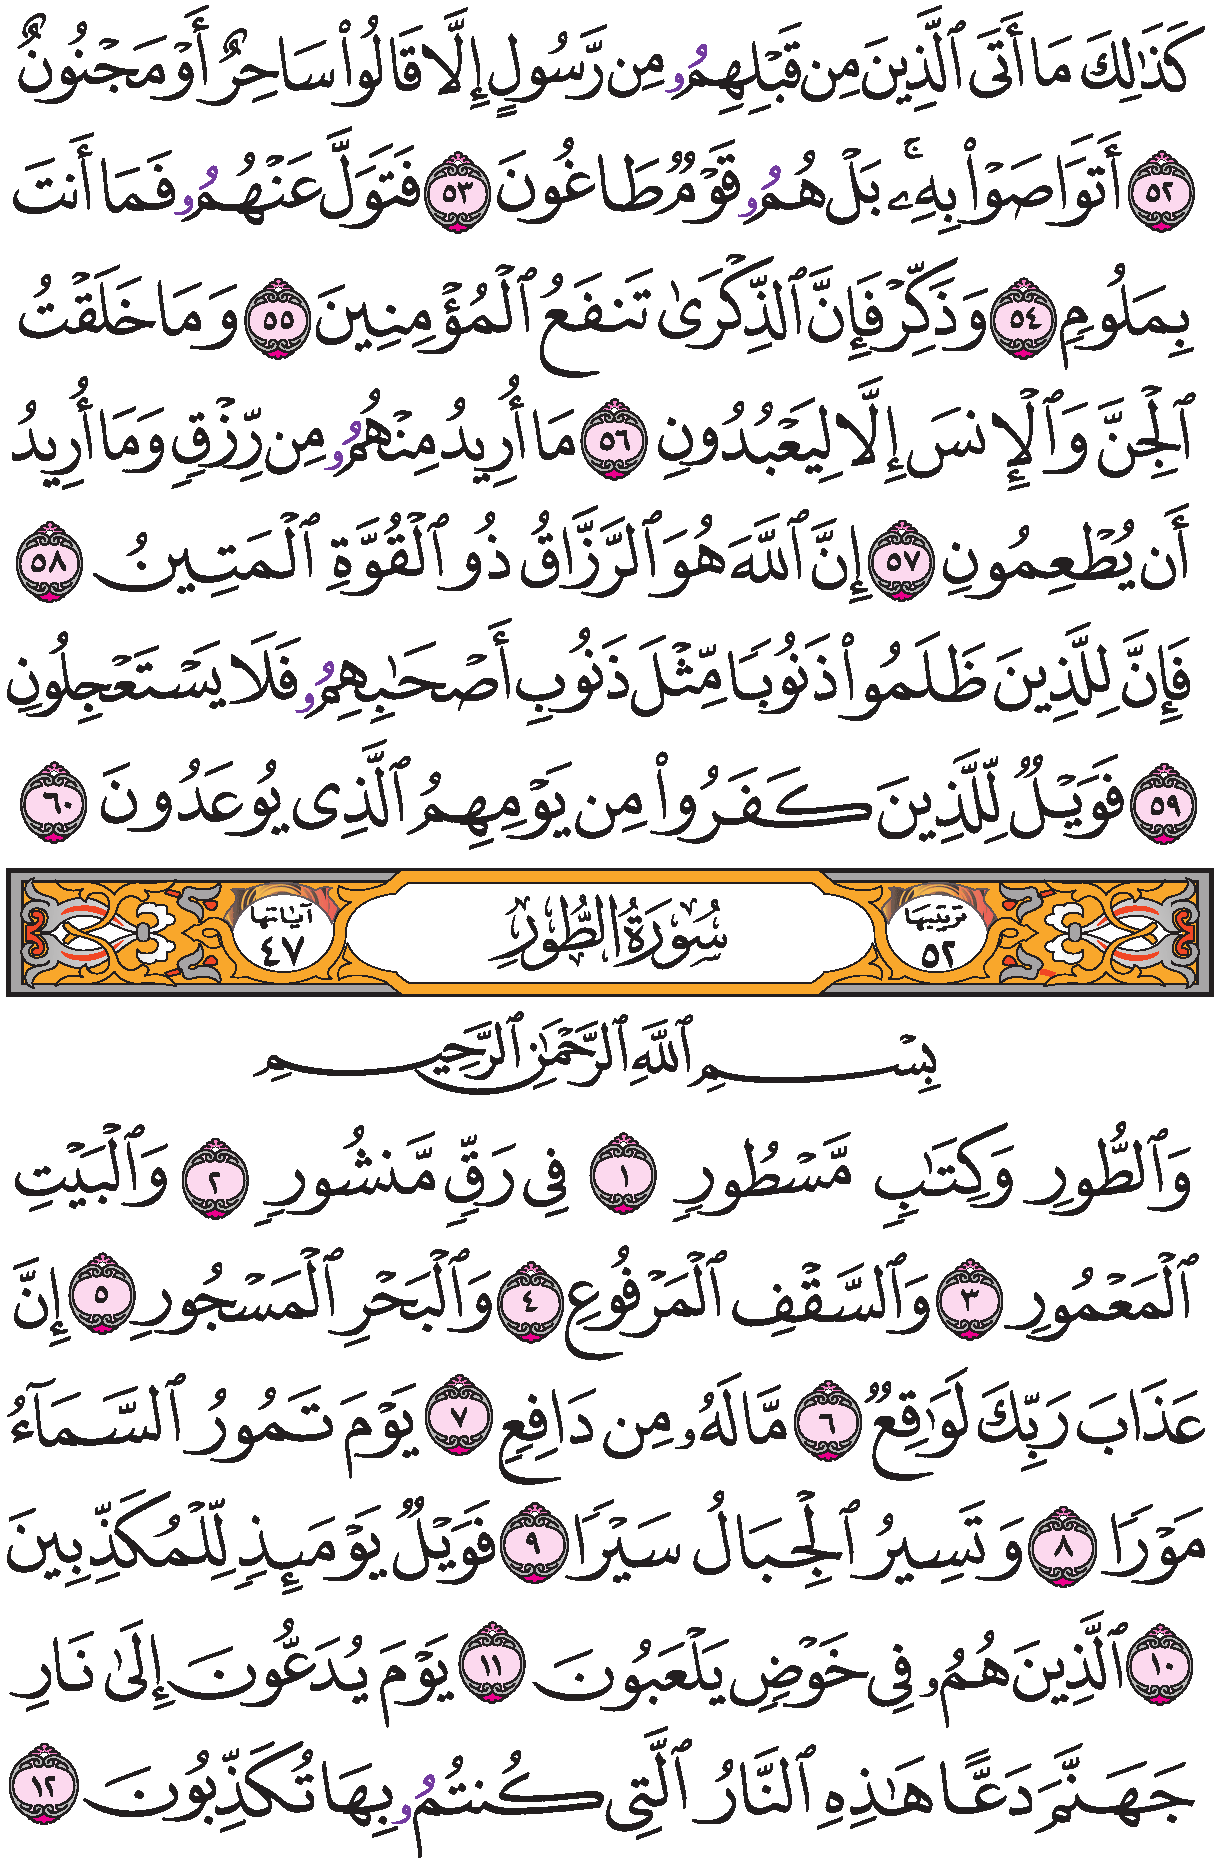 كَذَٰلِكَ مَا أَتَى ٱلَّذِينَ مِن قَبْلِهِمُۥ مِن رَّسُولٍ إِلَّا قَالُوا۟ سَاحِرٌ أَوْ مَجْنُونٌ
٥٢ أَتَوَاصَوْا۟ بِهِۦۚ بَلْ هُمُۥ قَوْمٌ طَاغُونَ ٥٣ فَتَوَلَّ عَنْهُمُۥ فَمَا أَنتَ
بِمَلُومٍ ٥٤ وَذَكِّرْ فَإِنَّ ٱلذِّكْرَىٰ تَنفَعُ ٱلْمُؤْمِنِينَ ٥٥ وَمَا خَلَقْتُ
ٱلْجِنَّ وَٱلْإِنسَ إِلَّا لِيَعْبُدُونِ ٥٦ مَا أُرِيدُ مِنْهُمُۥ مِن رِّزْقٍ وَمَا أُرِيدُ
أَن يُطْعِمُونِ ٥٧ إِنَّ ٱللَّهَ هُوَ ٱلرَّزَّاقُ ذُو ٱلْقُوَّةِ ٱلْمَتِينُ ٥٨
فَإِنَّ لِلَّذِينَ ظَلَمُوا۟ ذَنُوبًا مِّثْلَ ذَنُوبِ أَصْحَٰبِهِمُۥ فَلَا يَسْتَعْجِلُونِ
٥٩ فَوَيْلٌ لِّلَّذِينَ كَفَرُوا۟ مِن يَوْمِهِمُ ٱلَّذِى يُوعَدُونَ ٦٠
ترتيبها ٥٢ سُورَةُ الطُّورِ آياتها ٤٧
بِسْمِ ٱللَّهِ ٱلرَّحْمَٰنِ ٱلرَّحِيمِ
وَٱلطُّورِ وَكِتَٰبٍ مَّسْطُورٍ ١ فِى رَقٍّ مَّنشُورٍ ٢ وَٱلْبَيْتِ
ٱلْمَعْمُورِ ٣ وَٱلسَّقْفِ ٱلْمَرْفُوعِ ٤ وَٱلْبَحْرِ ٱلْمَسْجُورِ ٥ إِنَّ
عَذَابَ رَبِّكَ لَوَٰقِعٌ ٦ مَّا لَهُۥ مِن دَافِعٍ ٧ يَوْمَ تَمُورُ ٱلسَّمَآءُ
مَوْرًا ٨ وَتَسِيرُ ٱلْجِبَالُ سَيْرًا ٩ فَوَيْلٌ يَوْمَئِذٍ لِّلْمُكَذِّبِينَ
١٠ ٱلَّذِينَ هُمُۥ فِى خَوْضٍ يَلْعَبُونَ ١١ يَوْمَ يُدَعُّونَ إِلَىٰ نَارِ
جَهَنَّمَ دَعًّا هَٰذِهِ ٱلنَّارُ ٱلَّتِى كُنتُمُۥ بِهَا تُكَذِّبُونَ ١٢